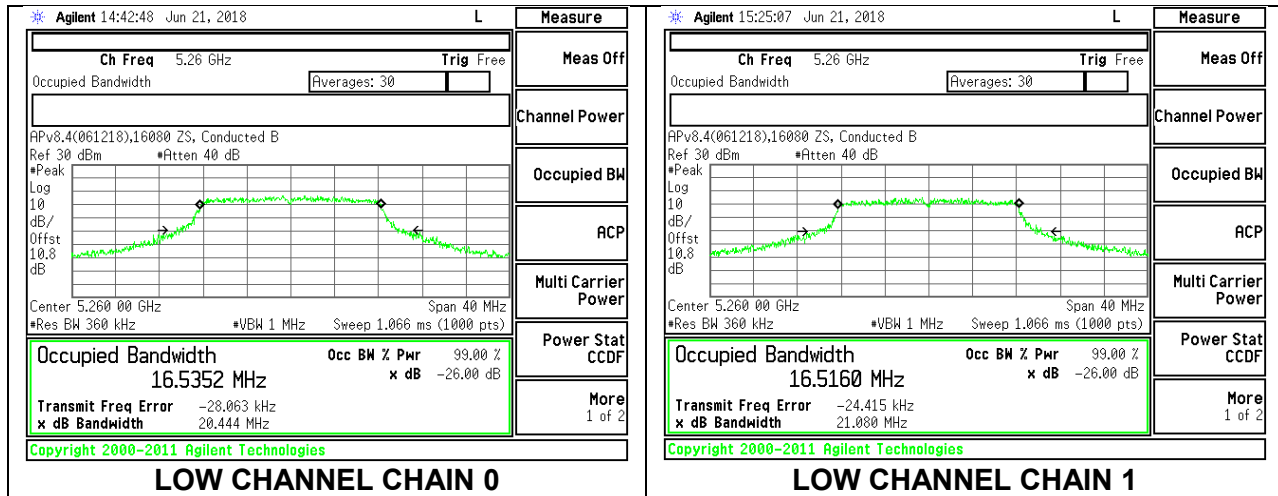 Agilent 14:42:48 Jun 21, 2018 L Measure
Ch Freq 5.26 GHz Trig Free
Occupied Bandwidth Averages: 30
APv8.4(061218),16080 ZS, Conducted B
Ref 30 dBm #Atten 40 dB
#Peak
Log
10
dB/
Offst
10.8
dB
Center 5.260 00 GHz Span 40 MHz
#Res BW 360 kHz #VBW 1 MHz Sweep 1.066 ms (1000 pts)
Occupied Bandwidth Occ BW % Pwr 99.00 %
16.5352 MHz x dB -26.00 dB
Transmit Freq Error -28.063 kHz
x dB Bandwidth 20.444 MHz
Copyright 2000-2011 Agilent Technologies
Meas Off
Channel Power
Occupied BW
ACP
Multi Carrier
Power
Power Stat
CCDF
More
1 of 2
LOW CHANNEL CHAIN 0
Agilent 15:25:07 Jun 21, 2018 L Measure
Ch Freq 5.26 GHz Trig Free
Occupied Bandwidth Averages: 30
APv8.4(061218),16080 ZS, Conducted B
Ref 30 dBm #Atten 40 dB
#Peak
Log
10
dB/
Offst
10.8
dB
Center 5.260 00 GHz Span 40 MHz
#Res BW 360 kHz #VBW 1 MHz Sweep 1.066 ms (1000 pts)
Occupied Bandwidth Occ BW % Pwr 99.00 %
16.5160 MHz x dB -26.00 dB
Transmit Freq Error -24.415 kHz
x dB Bandwidth 21.080 MHz
Copyright 2000-2011 Agilent Technologies
Meas Off
Channel Power
Occupied BW
ACP
Multi Carrier
Power
Power Stat
CCDF
More
1 of 2
LOW CHANNEL CHAIN 1